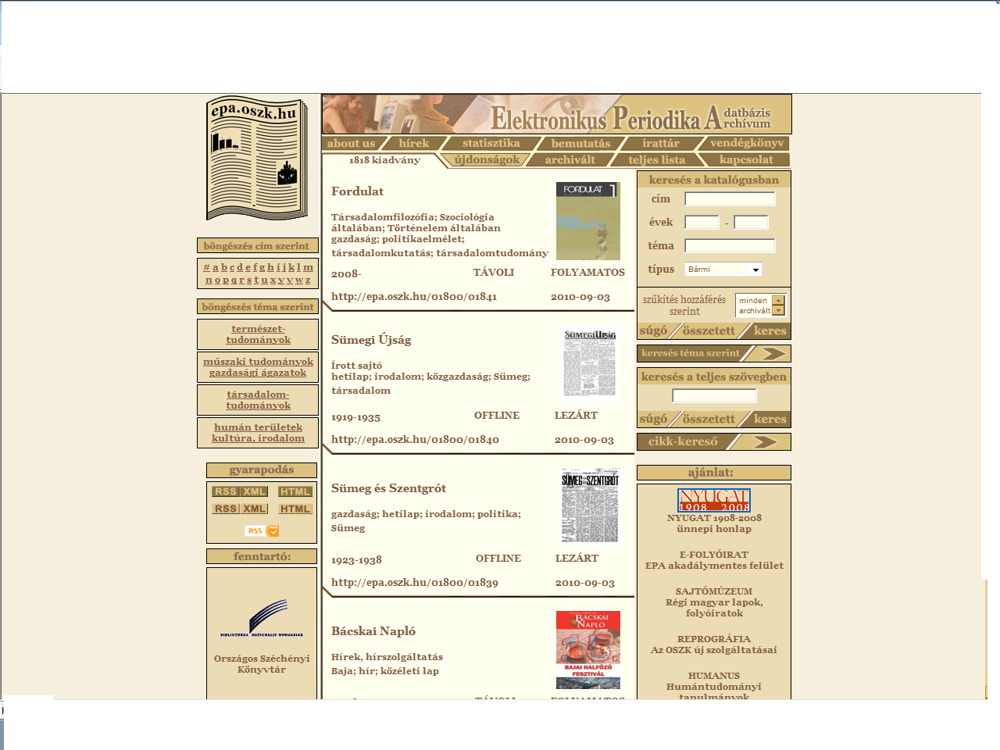 epa.oszk.hu
böngészés cím szerint
# a b c d e f g h i j k l m
n o p q r s t u x y v w z
böngészés téma szerint
természet-
tudományok
műszaki tudományok
gazdasági ágazatok
társadalom-
tudományok
humán területek
kultúra, irodalom
gyarapodás
RSS XML HTML
RSS XML HTML
RSS
fenntartó:
BIBLIOTHECA NATIONALIS HUNGARIAE
Országos Széchényi
Könyvtár
Elektronikus Periodika Adatbázis
Archívum
about us hírek statisztika bemutatás irattár vendégkönyv
1818 kiadvány újdonságok archivált teljes lista kapcsolat
Fordulat
FORDULAT 1
Társadalomfilozófia; Szociológia
általában; Történelem általában
gazdaság; politikaelmélet;
társadalomkutatás; társadalomtudomány
2008- TÁVOLI FOLYAMATOS
http://epa.oszk.hu/01800/01841 2010-09-03
Sümegi Újság
SÜMEGI UJSÁG
Írott sajtó
hetilap; irodalom; közgazdaság; Sümeg;
társadalom
1919-1935 OFFLINE LEZÁRT
http://epa.oszk.hu/01800/01840 2010-09-03
Sümeg és Szentgrót
SÜMEG ÉS SZENTGRÓT
gazdaság; hetilap; irodalom; politika;
Sümeg
1923-1938 OFFLINE LEZÁRT
http://epa.oszk.hu/01800/01839 2010-09-03
Bácskai Napló
BÁCSKAI
NAPLÓ
15
BAJAI HALFŐZŐ
FESZTIVÁL
Hírek, hírszolgáltatás
Baja; hír; közéleti lap
TÁVOLI FOLYAMATOS
keresés a katalógusban
cím
évek -
téma
típus Bármi
szűkítés hozzáférés
szerint
minden
archivált
súgó összetett keres
keresés téma szerint
keresés a teljes szövegben
súgó összetett keres
cikk-kereső
ajánlat:
NYUGAT
1908 2008
NYUGAT 1908-2008
ünnepi honlap
E-FOLYÓIRAT
EPA akadálymentes felület
SAJTÓMÚZEUM
Régi magyar lapok,
folyóiratok
REPROGRÁFIA
Az OSZK új szolgáltatásai
HUMANUS
Humántudományi
tanulmányok